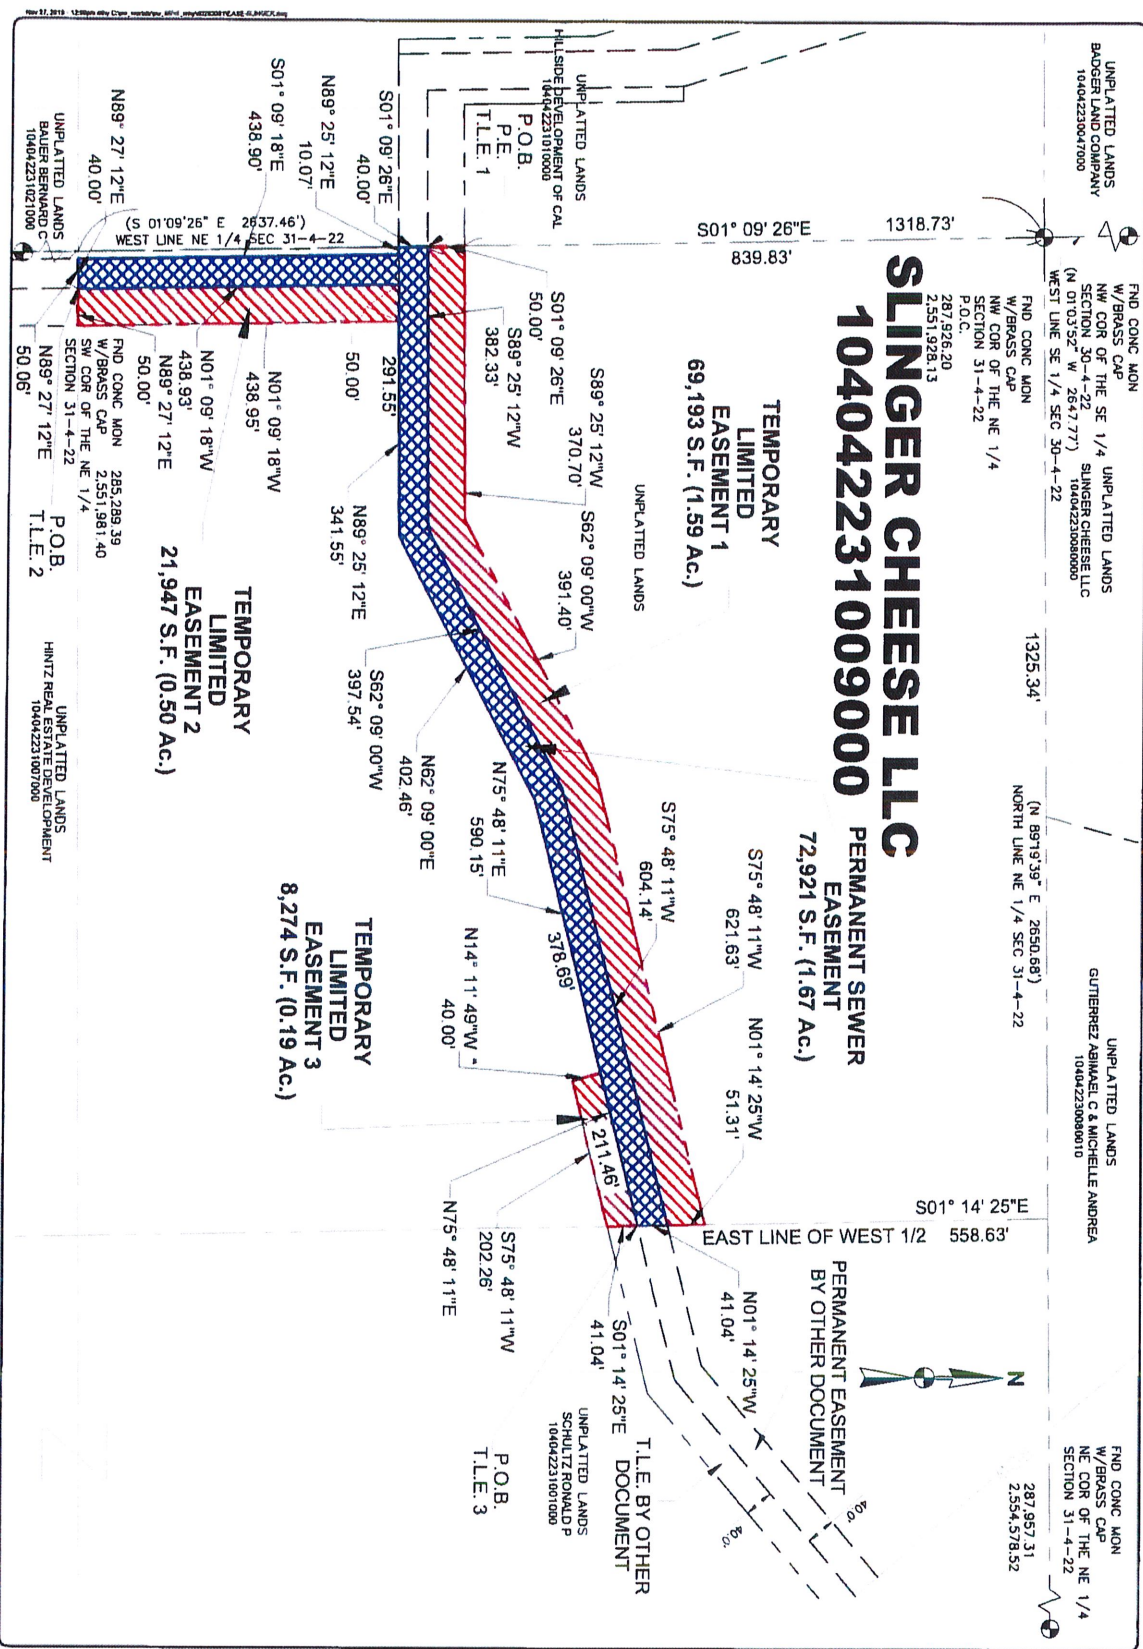 FND CONC MON
W/BRASS CAP
NW COR OF THE SE 1/4
SECTION 30-4-22
(N 01°03'52" W 2647.77')
WEST LINE SE 1/4 SEC 30-4-22
UNPLATTED LANDS
BADGER LAND COMPANY
104042230047000
UNPLATTED LANDS
SLINGER CHEESE LLC
104042230080000
UNPLATTED LANDS
GUTIERREZ ABIMAEL C & MICHELLE ANDREA
104042230080010
FND CONC MON
W/BRASS CAP
NE COR OF THE NE 1/4
SECTION 31-4-22
287,957.31
2,554,578.52
FND CONC MON
W/BRASS CAP
NW COR OF THE NE 1/4
SECTION 31-4-22
P.O.C.
287,926.20
2,551,928.13
1325.34'
(N 89°19'39" E 2650.68')
NORTH LINE NE 1/4 SEC 31-4-22
N
1318.73'
S01° 09' 26"E
839.83'
SLINGER CHEESE LLC
104042231009000
S01° 14' 25"E
EAST LINE OF WEST 1/2 558.63'
PERMANENT SEWER
EASEMENT
72,921 S.F. (1.67 Ac.)
TEMPORARY
LIMITED
EASEMENT 1
69,193 S.F. (1.59 Ac.)
UNPLATTED LANDS
PERMANENT EASEMENT
BY OTHER DOCUMENT
S75° 48' 11"W
621.63'
N01° 14' 25"W
51.31'
N01° 14' 25"W
41.04'
S75° 48' 11"W
604.14'
S62° 09' 00"W
391.40'
S89° 25' 12"W
370.70'
S89° 25' 12"W
382.33'
S01° 09' 26"E
50.00'
UNPLATTED LANDS
HILLSIDE DEVELOPMENT OF CAL
104042231010000
P.O.B.
P.E.
T.L.E. 1
S01° 09' 26"E
40.00'
N89° 25' 12"E
10.07'
S01° 09' 18"E
438.90'
(S 01°09'26" E 2637.46')
WEST LINE NE 1/4 SEC 31-4-22
N89° 27' 12"E
40.00'
UNPLATTED LANDS
BAUER BERNARD C
104042231021000
291.55'
50.00'
N89° 25' 12"E
341.55'
S62° 09' 00"W
397.54'
N62° 09' 00"E
402.46'
N75° 48' 11"E
590.15'
378.69'
N14° 11' 49"W
40.00'
211.46'
N75° 48' 11"E
S75° 48' 11"W
202.26'
S01° 14' 25"E
41.04'
T.L.E. BY OTHER
DOCUMENT
UNPLATTED LANDS
SCHULTZ RONALD P
104042231001000
P.O.B.
T.L.E. 3
N01° 09' 18"W
438.95'
N01° 09' 18"W
438.93'
N89° 27' 12"E
50.00'
FND CONC MON 285,289.39
W/BRASS CAP 2,551,981.40
SW COR OF THE NE 1/4
SECTION 31-4-22
N89° 27' 12"E
50.06'
P.O.B.
T.L.E. 2
TEMPORARY
LIMITED
EASEMENT 2
21,947 S.F. (0.50 Ac.)
TEMPORARY
LIMITED
EASEMENT 3
8,274 S.F. (0.19 Ac.)
UNPLATTED LANDS
HINTZ REAL ESTATE DEVELOPMENT
104042231007000